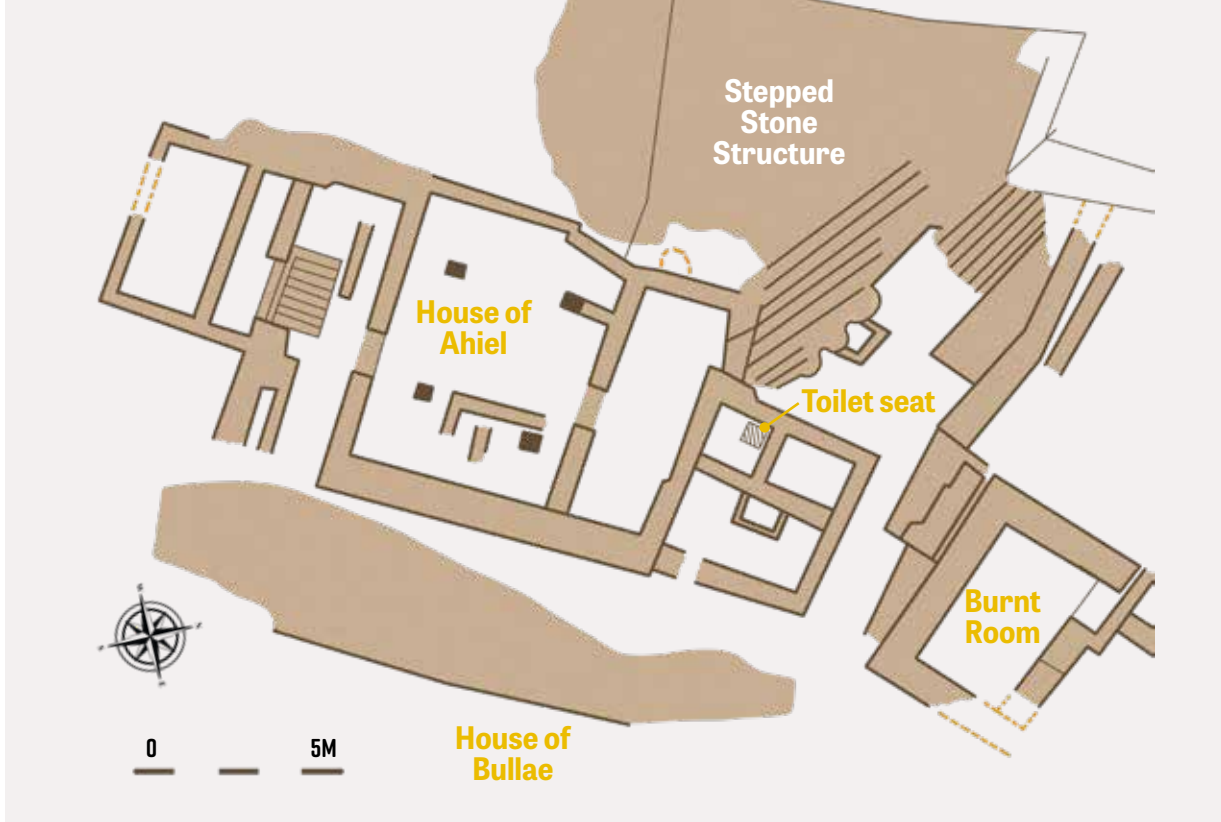 Stepped
Stone
Structure
House of
Ahiel
Toilet seat
Burnt
Room
House of
Bullae
0
5M